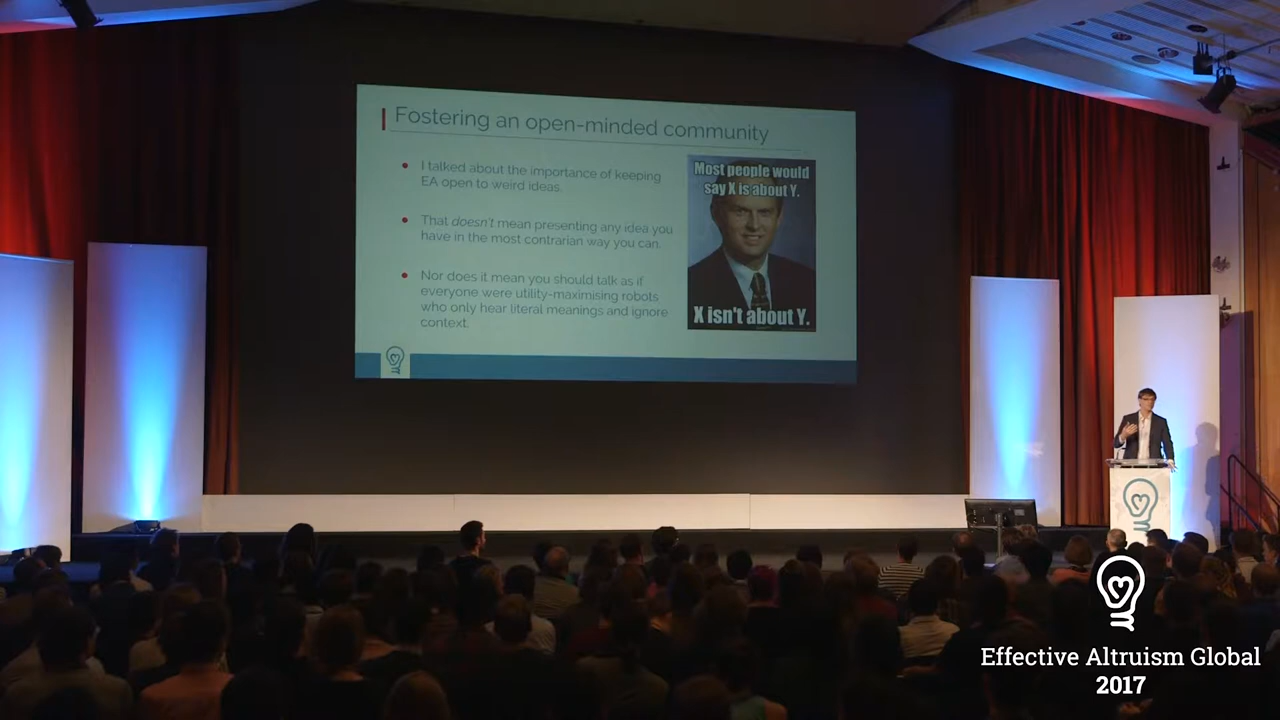 Fostering an open-minded community
I talked about the importance of keeping
EA open to weird ideas.
That doesn't mean presenting any idea you
have in the most contrarian way you can.
Nor does it mean you should talk as if
everyone were utility-maximising robots
who only hear literal meanings and ignore
context.
Most people would
say X is about Y.
X isn't about Y.
Effective Altruism Global
2017